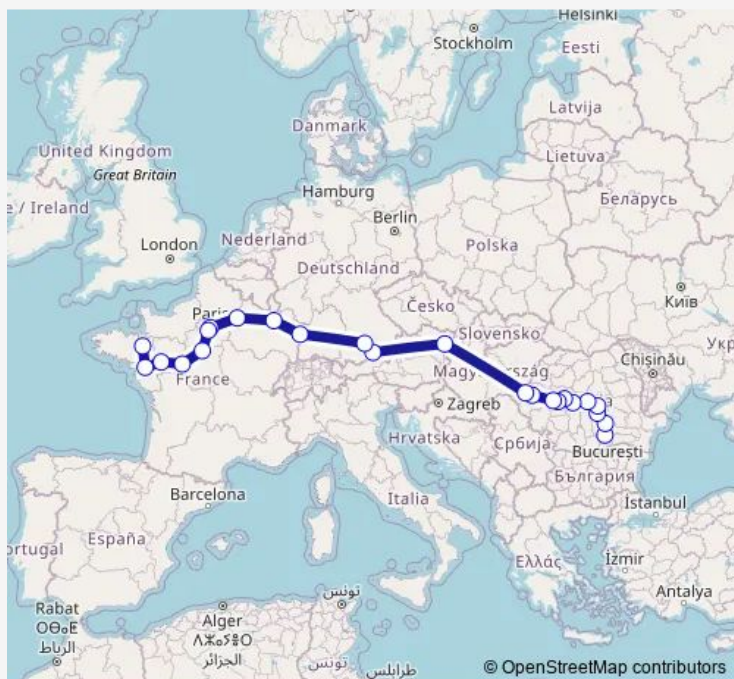 Helsinki
Stockholm
Eesti
Latvija
Danmark
Lietuva
United Kingdom
Great Britain
Беларусь
e / Ireland
Hamburg
Berlin
Nederland
Polska
London
Deutschland
Київ
Česko
Paris
Slovensko
Укр
Chișinău
France
Zagreb
Hrvatska
Србија
București
България
Barcelona
Italia
İstanbul
España
ortugal
Ελλάς
İzmir
Antalya
تونس
Rabat
Alger
ⵍⵣⵣⴰⵢⴻⵔ
الرباط
الجزائر
تونس
طرابلس
© OpenStreetMap contributors